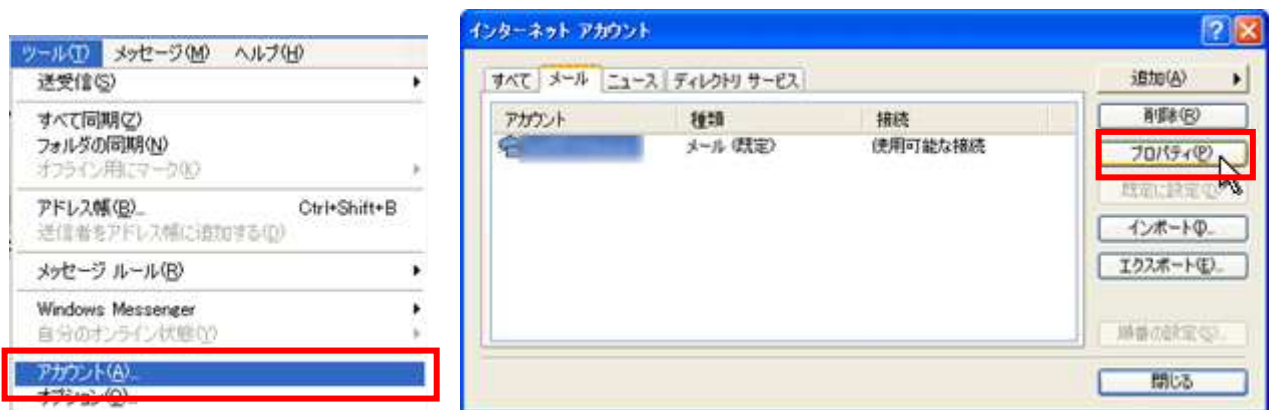 ツール(T) メッセージ(M) ヘルプ(H)
送受信(S)
すべて同期(Z)
フォルダの同期(N)
オフライン用にマーク(K)
アドレス帳(B)... Ctrl+Shift+B
送信者をアドレス帳に追加する(D)
メッセージ ルール(R)
Windows Messenger
自分のオンライン状態(Y)
アカウント(A)...
オプション(O)...
インターネット アカウント
すべて メール ニュース ディレクトリ サービス
アカウント 種類 接続
メール (既定) 使用可能な接続
追加(A)
削除(R)
プロパティ(P)
既定に設定(D)
インポート(I)...
エクスポート(E)...
順番の設定(S)...
閉じる